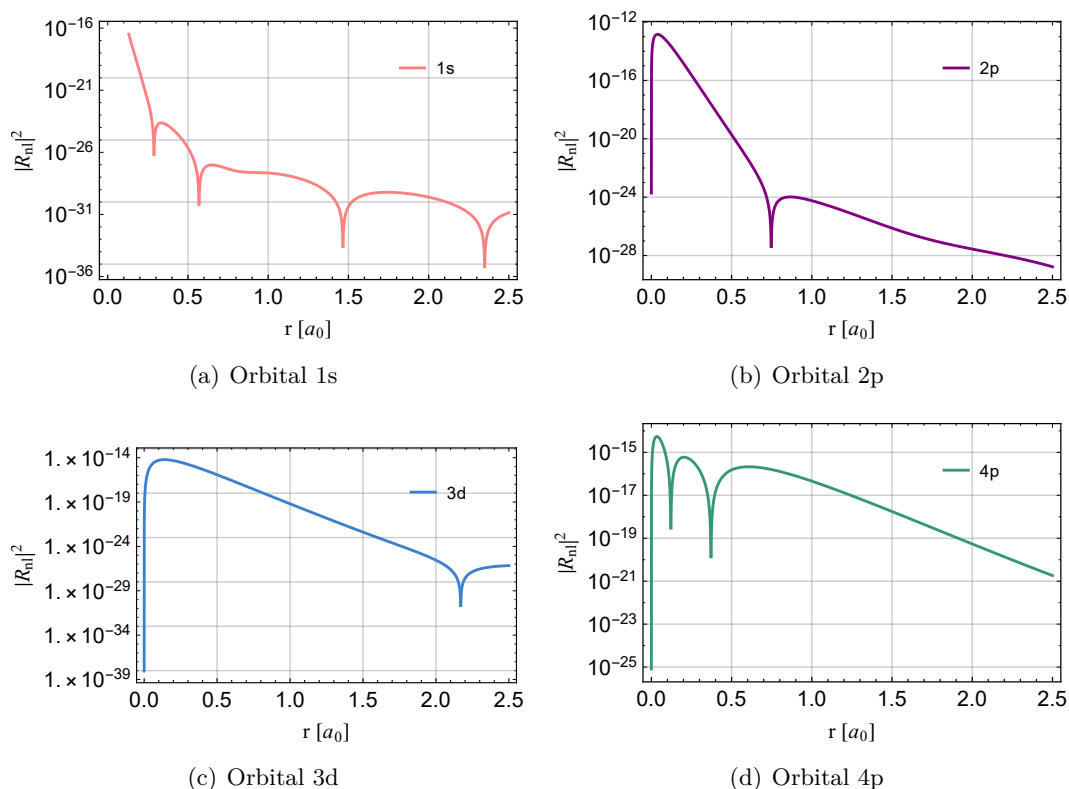 10^-16
10^-21
10^-26
10^-31
10^-36
|R_nl|^2
1s
0.0 0.5 1.0 1.5 2.0 2.5
r [a_0]
(a) Orbital 1s
10^-12
10^-16
10^-20
10^-24
10^-28
|R_nl|^2
2p
0.0 0.5 1.0 1.5 2.0 2.5
r [a_0]
(b) Orbital 2p
1. × 10^-14
1. × 10^-19
1. × 10^-24
1. × 10^-29
1. × 10^-34
1. × 10^-39
|R_nl|^2
3d
0.0 0.5 1.0 1.5 2.0 2.5
r [a_0]
(c) Orbital 3d
10^-15
10^-17
10^-19
10^-21
10^-23
10^-25
|R_nl|^2
4p
0.0 0.5 1.0 1.5 2.0 2.5
r [a_0]
(d) Orbital 4p